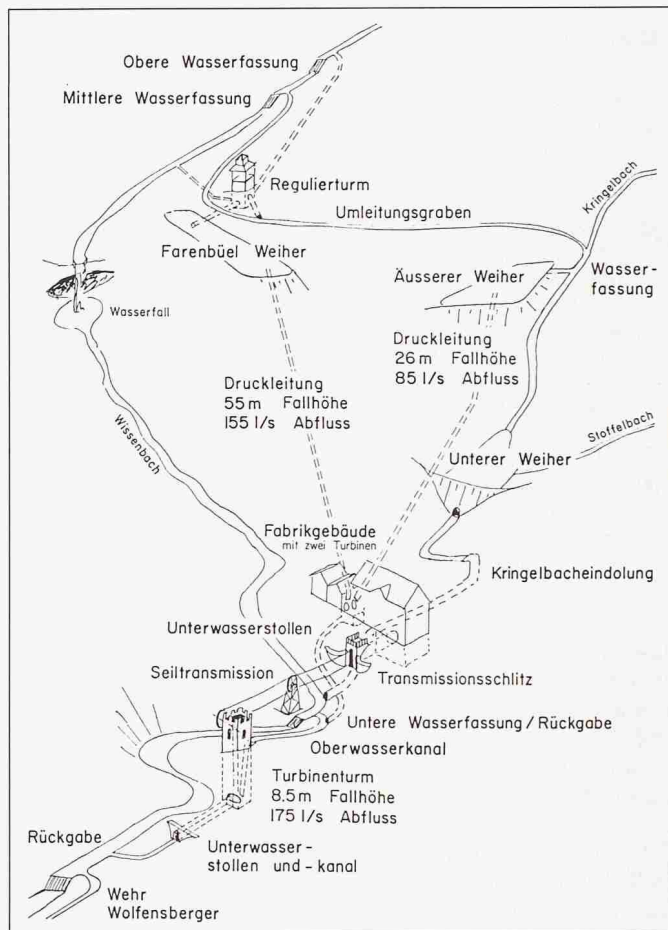 Obere Wasserfassung
Mittlere Wasserfassung
Regulierturm
Kringelbach
Umleitungsgraben
Farenbüel Weiher
Äusserer Weiher
Wasser-
fassung
Wasserfall
Druckleitung
26 m Fallhöhe
85 l/s Abfluss
Druckleitung
55 m Fallhöhe
155 l/s Abfluss
Wissenbach
Stoffelbach
Unterer Weiher
Fabrikgebäude
mit zwei Turbinen
Kringelbacheindolung
Unterwasserstollen
Seiltransmission
Transmissionsschlitz
Untere Wasserfassung / Rückgabe
Oberwasserkanal
Turbinenturm
8.5 m Fallhöhe
175 l/s Abfluss
Rückgabe
Unterwasser-
stollen und -kanal
Wehr
Wolfensberger